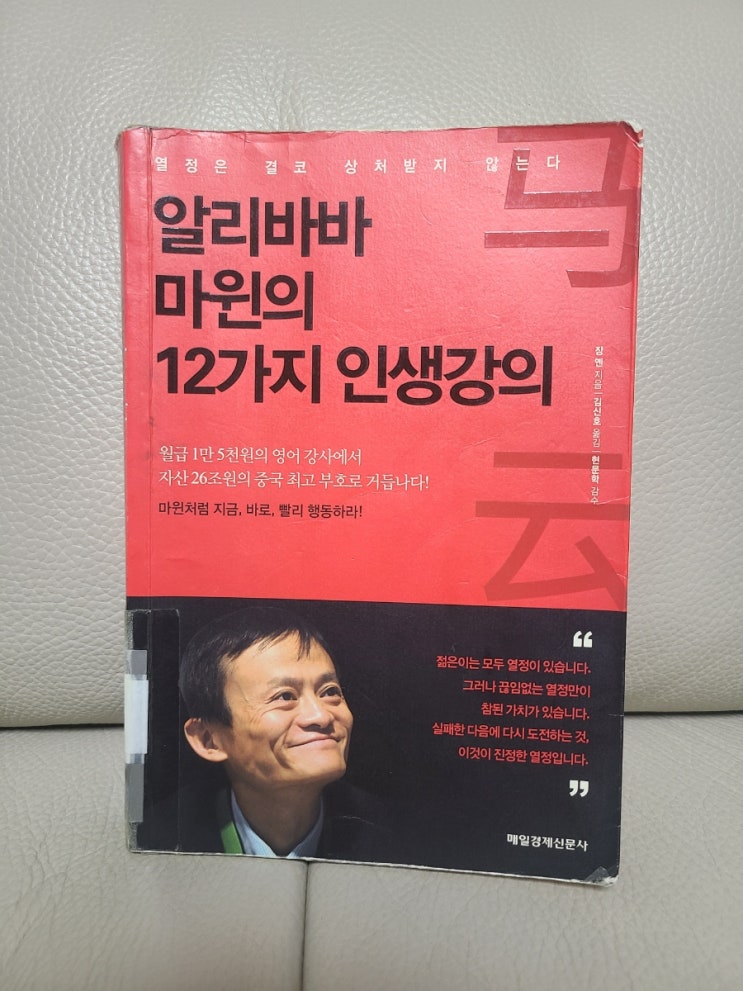 열정은 결코 상처받지 않는다
马云
알리바바
마윈의
12가지 인생강의
장옌 지음 | 김신호 옮김 | 현문학 감수
월급 1만 5천원의 영어 강사에서
자산 26조원의 중국 최고 부호로 거듭나다!
마윈처럼 지금, 바로, 빨리 행동하라!
“
젊은이는 모두 열정이 있습니다.
그러나 끊임없는 열정만이
참된 가치가 있습니다.
실패한 다음에 다시 도전하는 것,
이것이 진정한 열정입니다.
”
매일경제신문사